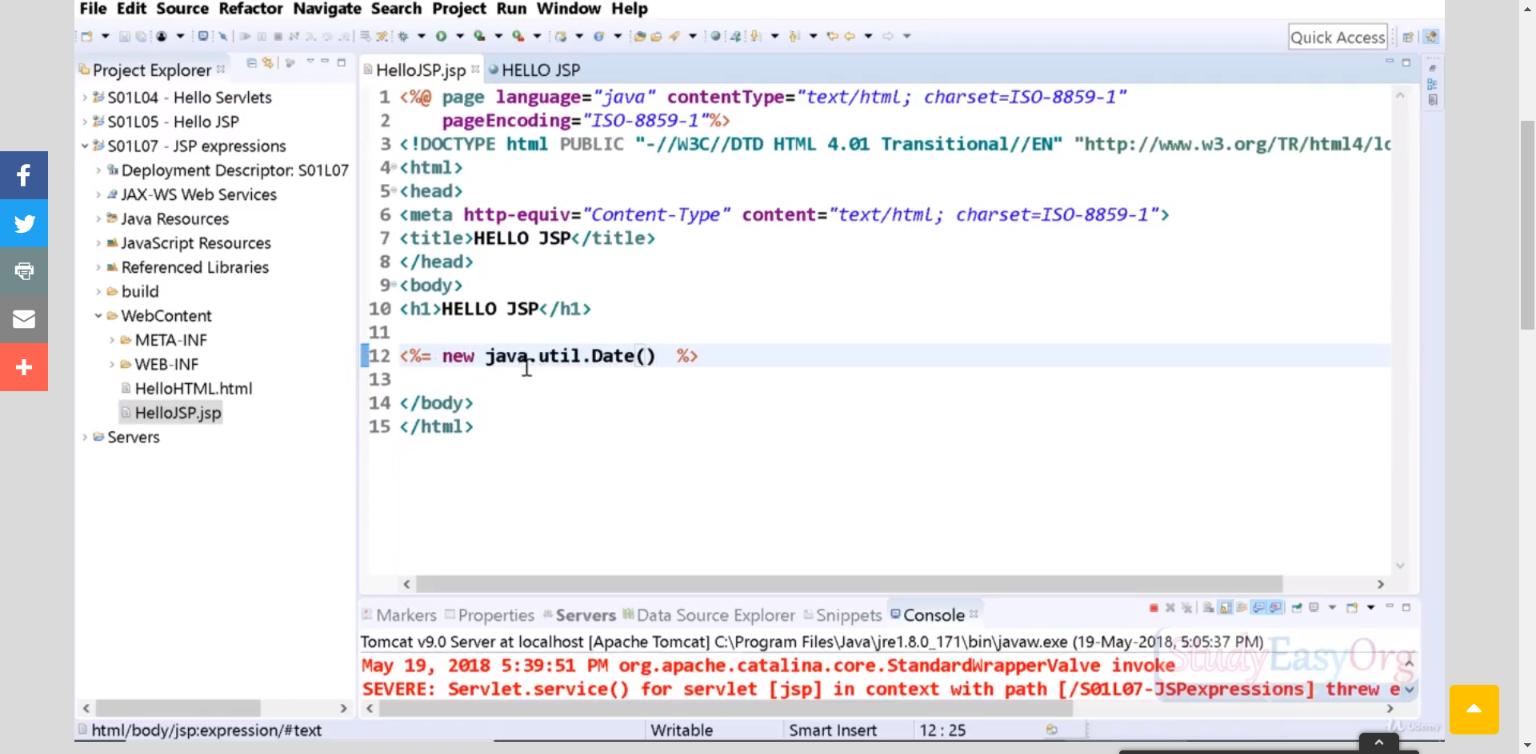 File Edit Source Refactor Navigate Search Project Run Window Help
Quick Access
Project Explorer
HelloJSP.jsp
HELLO JSP
S01L04 - Hello Servlets
S01L05 - Hello JSP
S01L07 - JSP expressions
Deployment Descriptor: S01L07
JAX-WS Web Services
Java Resources
JavaScript Resources
Referenced Libraries
build
WebContent
META-INF
WEB-INF
HelloHTML.html
HelloJSP.jsp
Servers
1 <%@ page language="java" contentType="text/html; charset=ISO-8859-1"
2 pageEncoding="ISO-8859-1"%>
3 <!DOCTYPE html PUBLIC "-//W3C//DTD HTML 4.01 Transitional//EN" "http://www.w3.org/TR/html4/lo
4 <html>
5 <head>
6 <meta http-equiv="Content-Type" content="text/html; charset=ISO-8859-1">
7 <title>HELLO JSP</title>
8 </head>
9 <body>
10 <h1>HELLO JSP</h1>
11
12 <%= new java.util.Date() %>
13
14 </body>
15 </html>
Markers Properties Servers Data Source Explorer Snippets Console
Tomcat v9.0 Server at localhost [Apache Tomcat] C:\Program Files\Java\jre1.8.0_171\bin\javaw.exe (19-May-2018, 5:05:37 PM)
May 19, 2018 5:39:51 PM org.apache.catalina.core.StandardWrapperValve invoke
SEVERE: Servlet.service() for servlet [jsp] in context with path [/S01L07-JSPexpressions] threw e
StudyEasyOrg
html/body/jsp:expression/#text
Writable
Smart Insert
12 : 25
Udemy